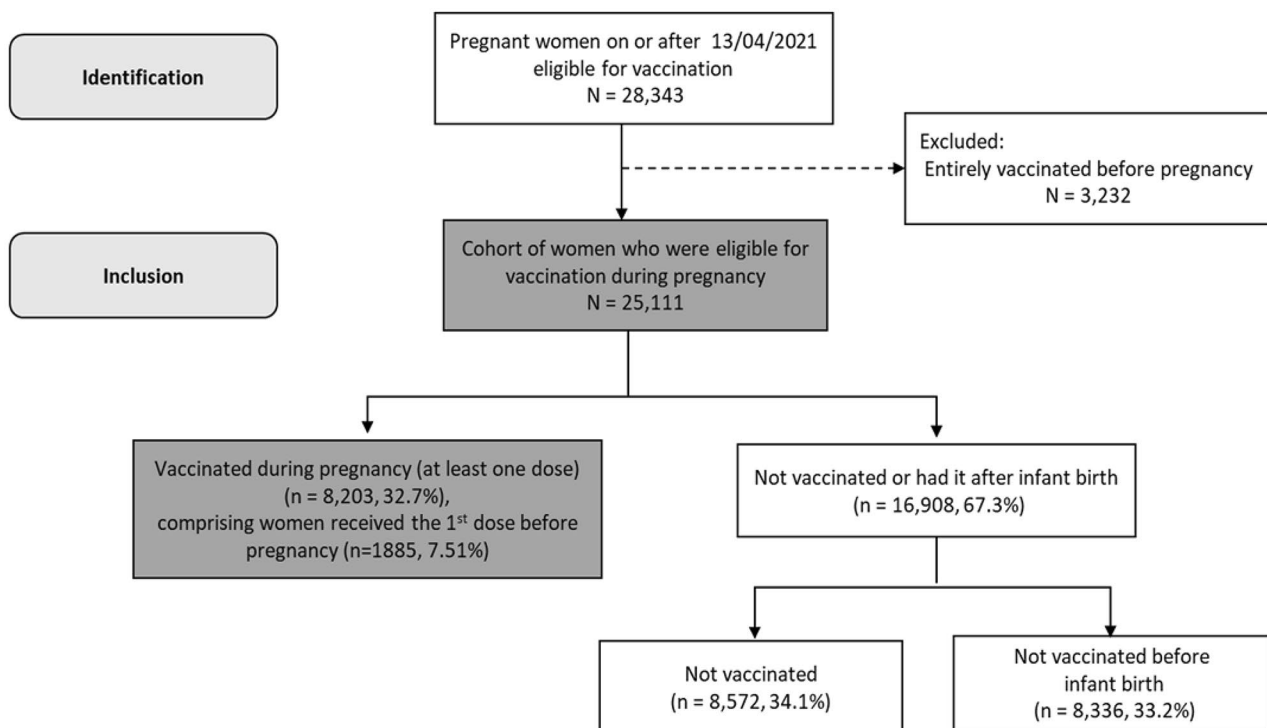 Identification
Pregnant women on or after 13/04/2021
eligible for vaccination
N = 28,343
Excluded:
Entirely vaccinated before pregnancy
N = 3,232
Inclusion
Cohort of women who were eligible for
vaccination during pregnancy
N = 25,111
Vaccinated during pregnancy (at least one dose)
(n = 8,203, 32.7%),
comprising women received the 1st dose before
pregnancy (n=1885, 7.51%)
Not vaccinated or had it after infant birth
(n = 16,908, 67.3%)
Not vaccinated
(n = 8,572, 34.1%)
Not vaccinated before
infant birth
(n = 8,336, 33.2%)